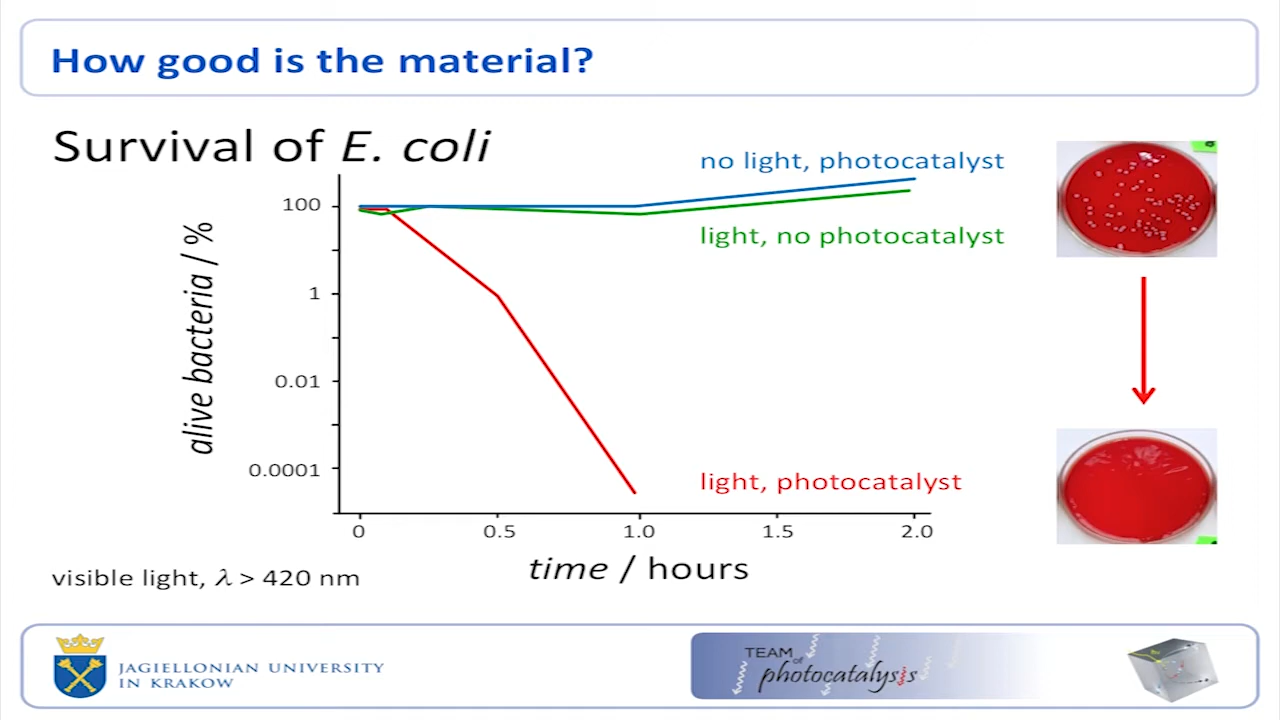 How good is the material?
Survival of E. coli
no light, photocatalyst
light, no photocatalyst
light, photocatalyst
alive bacteria / %
100
1
0.01
0.0001
0 0.5 1.0 1.5 2.0
time / hours
visible light, λ > 420 nm
JAGIELLONIAN UNIVERSITY
IN KRAKOW
TEAM
of
photocatalysis